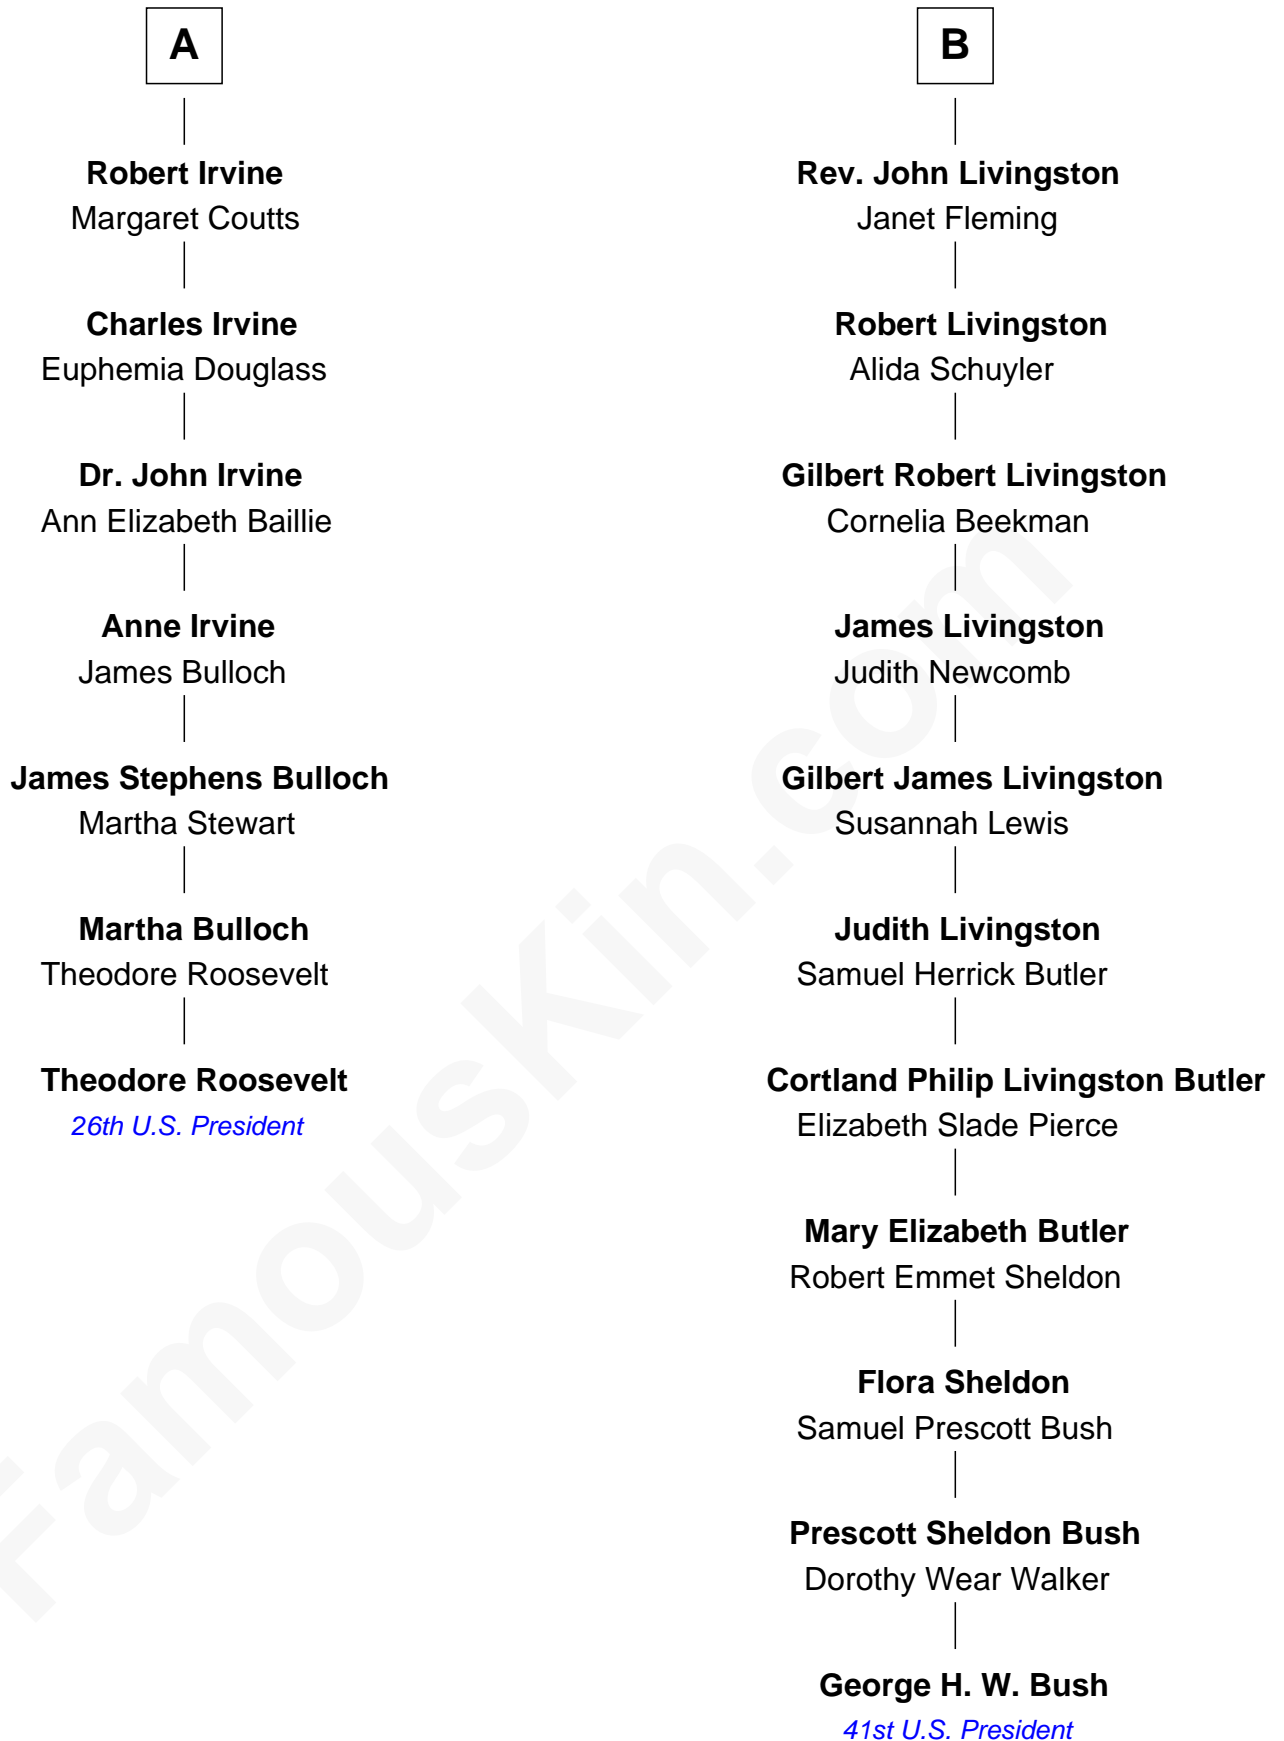 A
Robert Irvine
Margaret Coutts
Charles Irvine
Euphemia Douglass
Dr. John Irvine
Ann Elizabeth Baillie
Anne Irvine
James Bulloch
James Stephens Bulloch
Martha Stewart
Martha Bulloch
Theodore Roosevelt
Theodore Roosevelt
26th U.S. President
B
Rev. John Livingston
Janet Fleming
Robert Livingston
Alida Schuyler
Gilbert Robert Livingston
Cornelia Beekman
James Livingston
Judith Newcomb
Gilbert James Livingston
Susannah Lewis
Judith Livingston
Samuel Herrick Butler
Cortland Philip Livingston Butler
Elizabeth Slade Pierce
Mary Elizabeth Butler
Robert Emmet Sheldon
Flora Sheldon
Samuel Prescott Bush
Prescott Sheldon Bush
Dorothy Wear Walker
George H. W. Bush
41st U.S. President
FamousKin.com